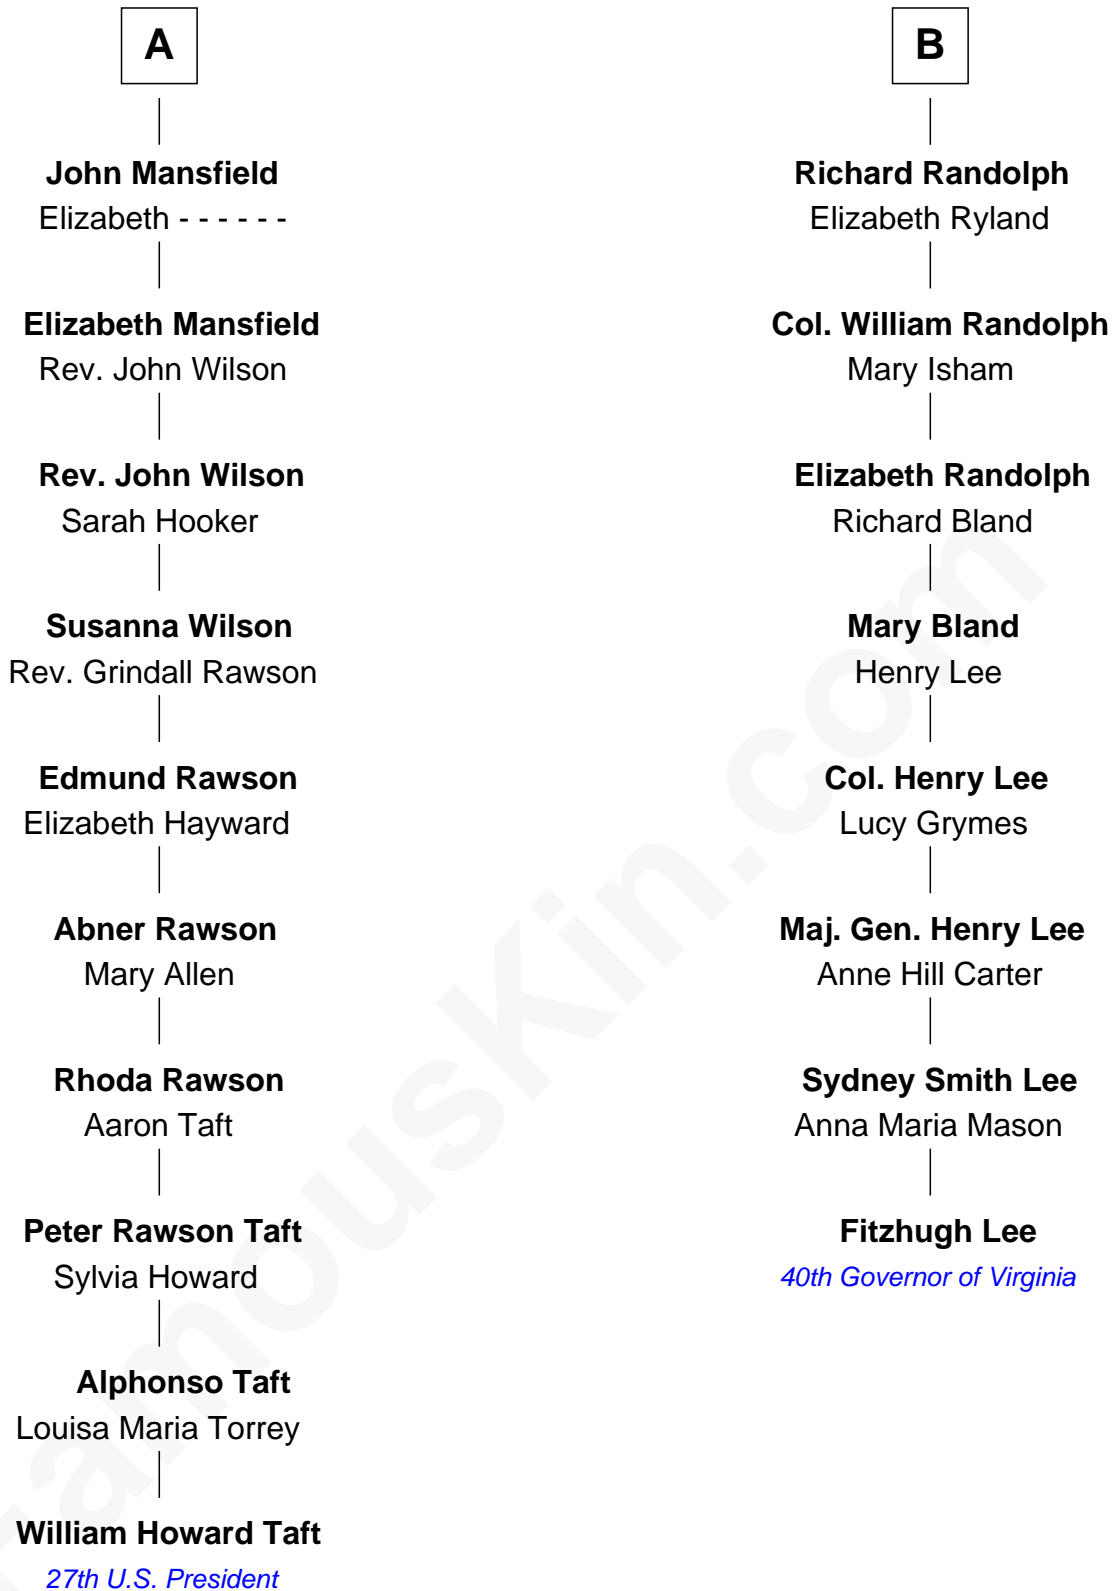 A
John Mansfield
Elizabeth - - - - - -
Elizabeth Mansfield
Rev. John Wilson
Rev. John Wilson
Sarah Hooker
Susanna Wilson
Rev. Grindall Rawson
Edmund Rawson
Elizabeth Hayward
Abner Rawson
Mary Allen
Rhoda Rawson
Aaron Taft
Peter Rawson Taft
Sylvia Howard
Alphonso Taft
Louisa Maria Torrey
William Howard Taft
27th U.S. President
B
Richard Randolph
Elizabeth Ryland
Col. William Randolph
Mary Isham
Elizabeth Randolph
Richard Bland
Mary Bland
Henry Lee
Col. Henry Lee
Lucy Grymes
Maj. Gen. Henry Lee
Anne Hill Carter
Sydney Smith Lee
Anna Maria Mason
Fitzhugh Lee
40th Governor of Virginia
FamousKin.com